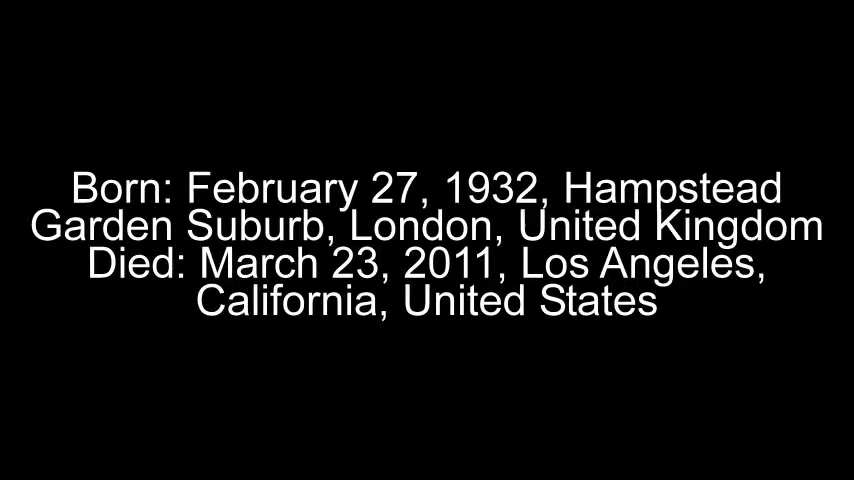 Born: February 27, 1932, Hampstead
Garden Suburb, London, United Kingdom
Died: March 23, 2011, Los Angeles,
California, United States